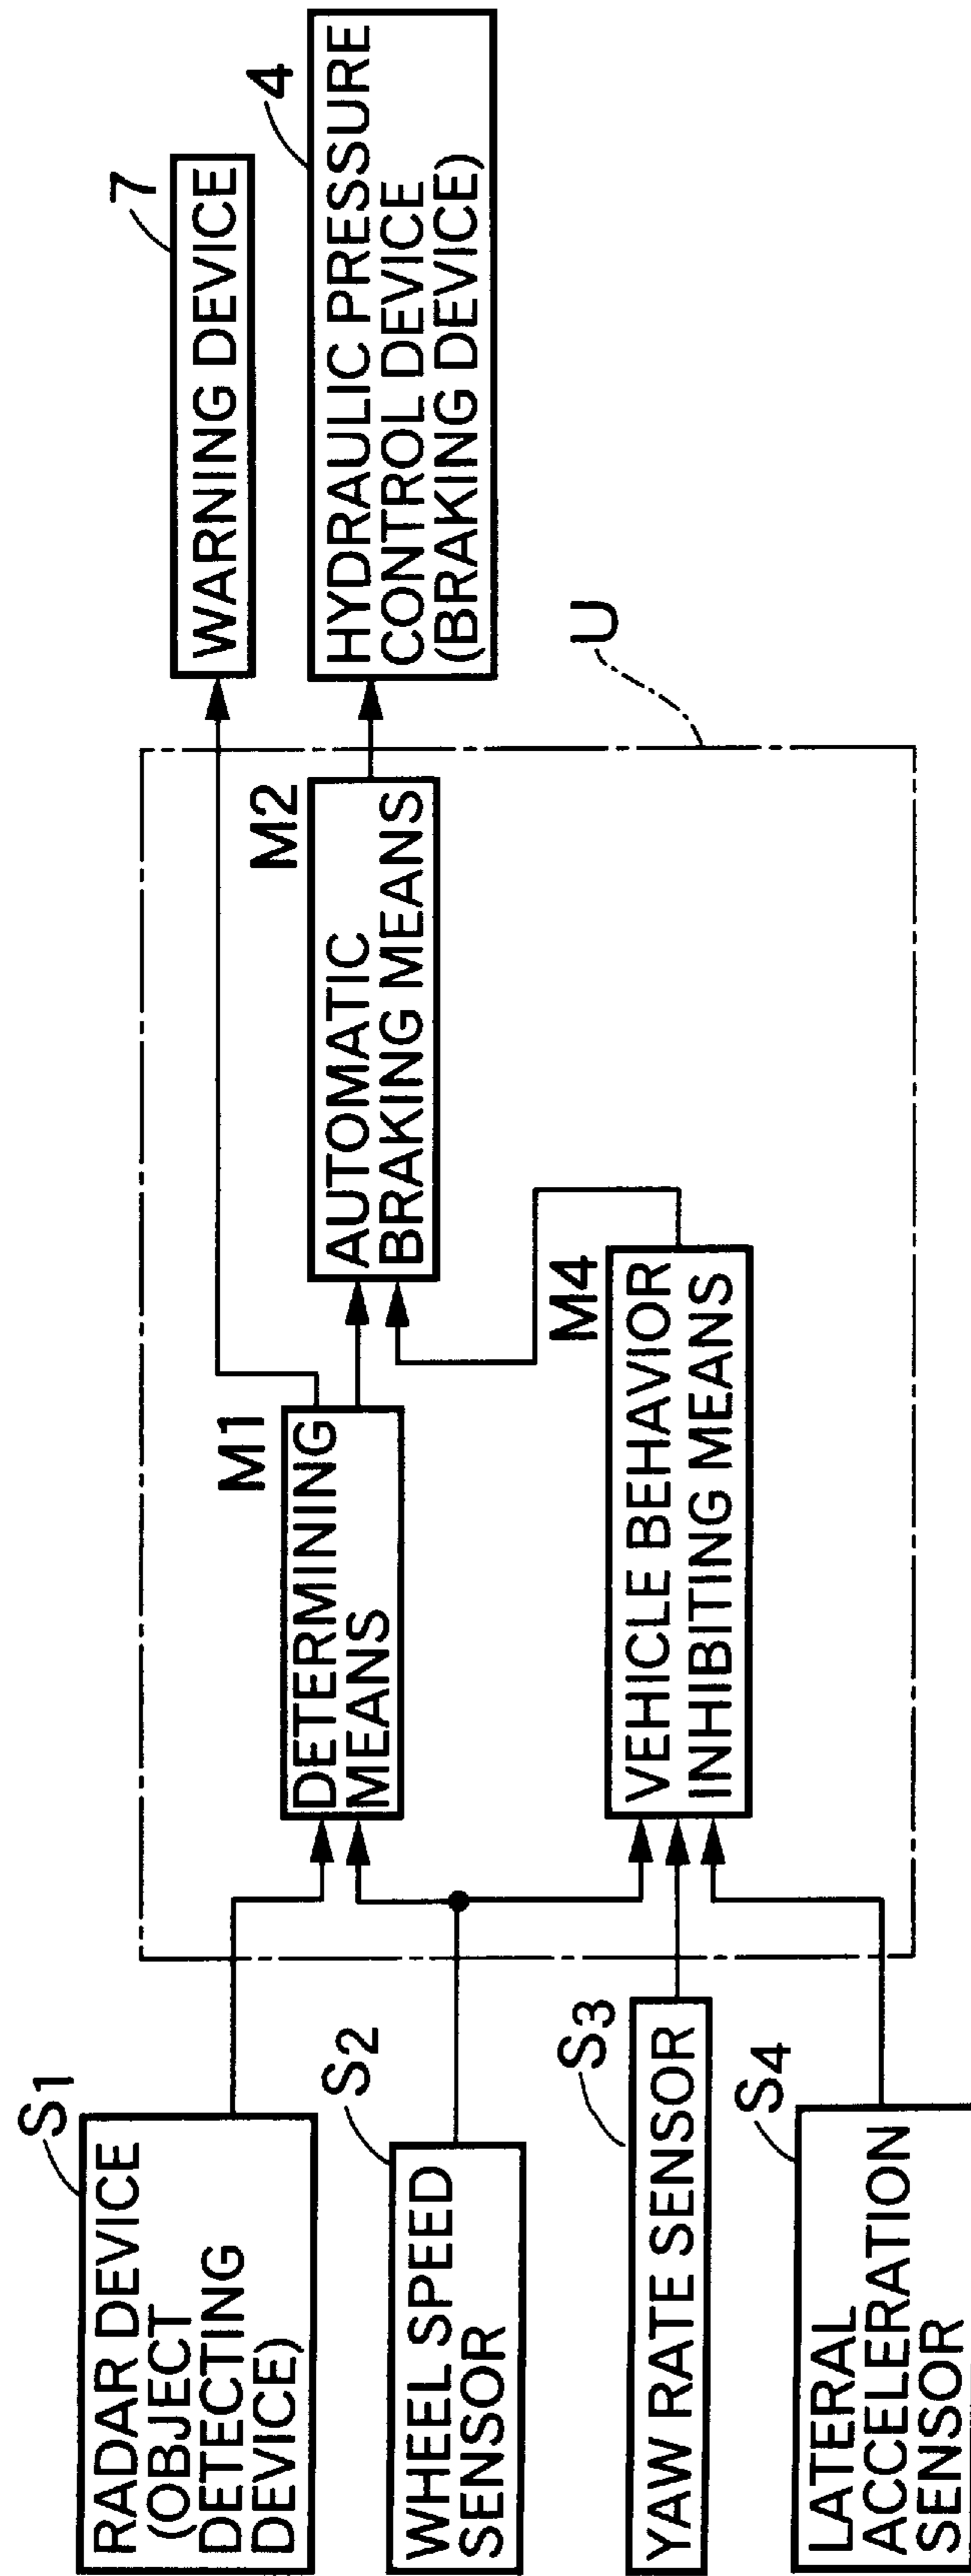 S1
RADAR DEVICE
(OBJECT
DETECTING
DEVICE)
S2
WHEEL SPEED
SENSOR
S3
YAW RATE SENSOR
S4
LATERAL
ACCELERATION
SENSOR
M1
DETERMINING
MEANS
M4
VEHICLE BEHAVIOR
INHIBITING MEANS
M2
AUTOMATIC
BRAKING MEANS
U
7
WARNING DEVICE
4
HYDRAULIC PRESSURE
CONTROL DEVICE
(BRAKING DEVICE)